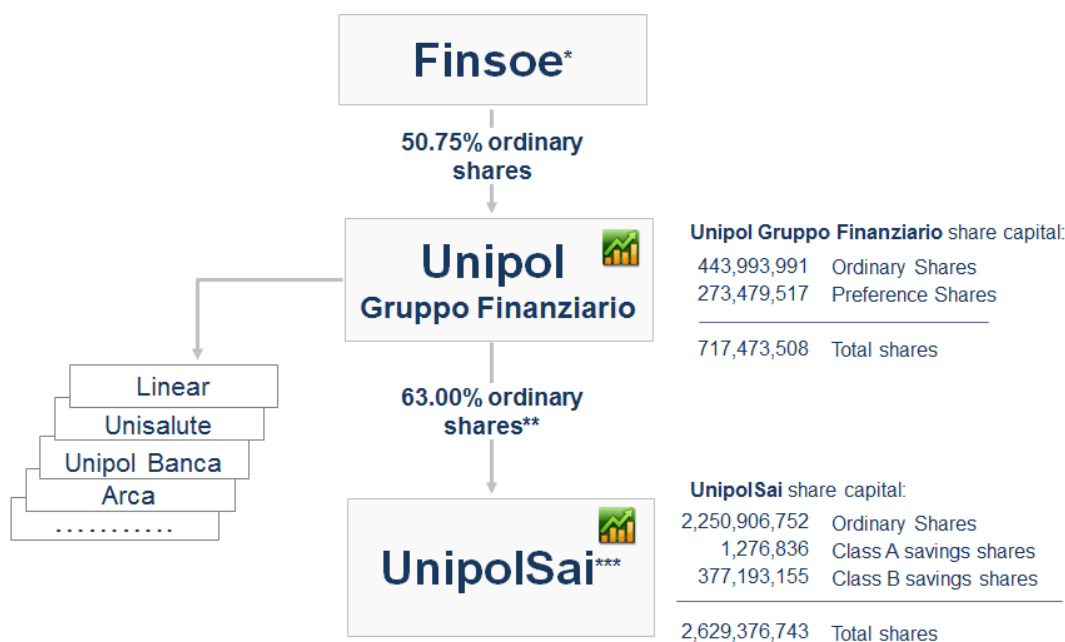 Finsoe*
50.75% ordinary
shares
Unipol
Gruppo Finanziario
Unipol Gruppo Finanziario share capital:
443,993,991 Ordinary Shares
273,479,517 Preference Shares
717,473,508 Total shares
Linear
Unisalute
Unipol Banca
Arca
...........
63.00% ordinary
shares**
UnipolSai***
UnipolSai share capital:
2,250,906,752 Ordinary Shares
1,276,836 Class A savings shares
377,193,155 Class B savings shares
2,629,376,743 Total shares